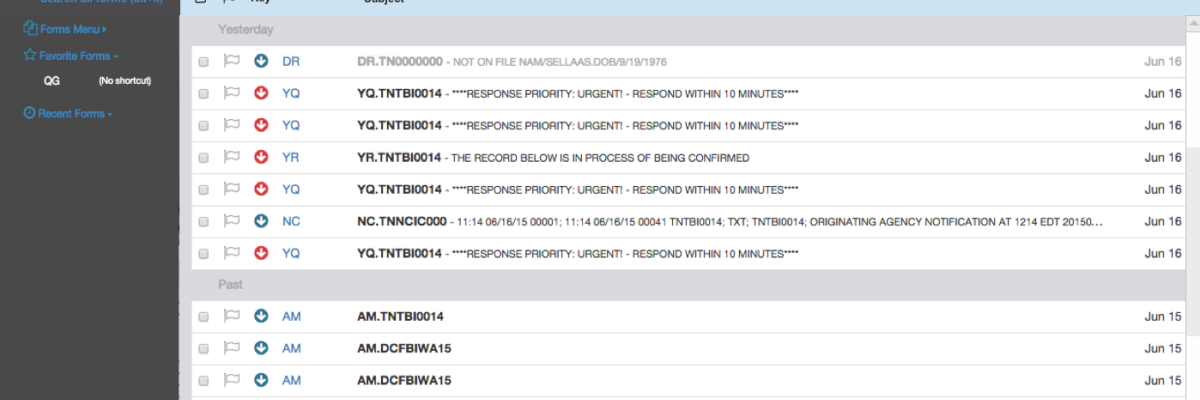 Search all forms (alt+k)
Key Subject
Forms Menu
Favorite Forms
QG (No shortcut)
Recent Forms
Yesterday
DR DR.TN0000000 - NOT ON FILE NAM/SELLAAS.DOB/9/19/1976 Jun 16
YQ YQ.TNTBI0014 - ****RESPONSE PRIORITY: URGENT! - RESPOND WITHIN 10 MINUTES**** Jun 16
YQ YQ.TNTBI0014 - ****RESPONSE PRIORITY: URGENT! - RESPOND WITHIN 10 MINUTES**** Jun 16
YR YR.TNTBI0014 - THE RECORD BELOW IS IN PROCESS OF BEING CONFIRMED Jun 16
YQ YQ.TNTBI0014 - ****RESPONSE PRIORITY: URGENT! - RESPOND WITHIN 10 MINUTES**** Jun 16
NC NC.TNNCIC000 - 11:14 06/16/15 00001; 11:14 06/16/15 00041 TNTBI0014; TXT; TNTBI0014; ORIGINATING AGENCY NOTIFICATION AT 1214 EDT 20150... Jun 16
YQ YQ.TNTBI0014 - ****RESPONSE PRIORITY: URGENT! - RESPOND WITHIN 10 MINUTES**** Jun 16
Past
AM AM.TNTBI0014 Jun 15
AM AM.DCFBIWA15 Jun 15
AM AM.DCFBIWA15 Jun 15